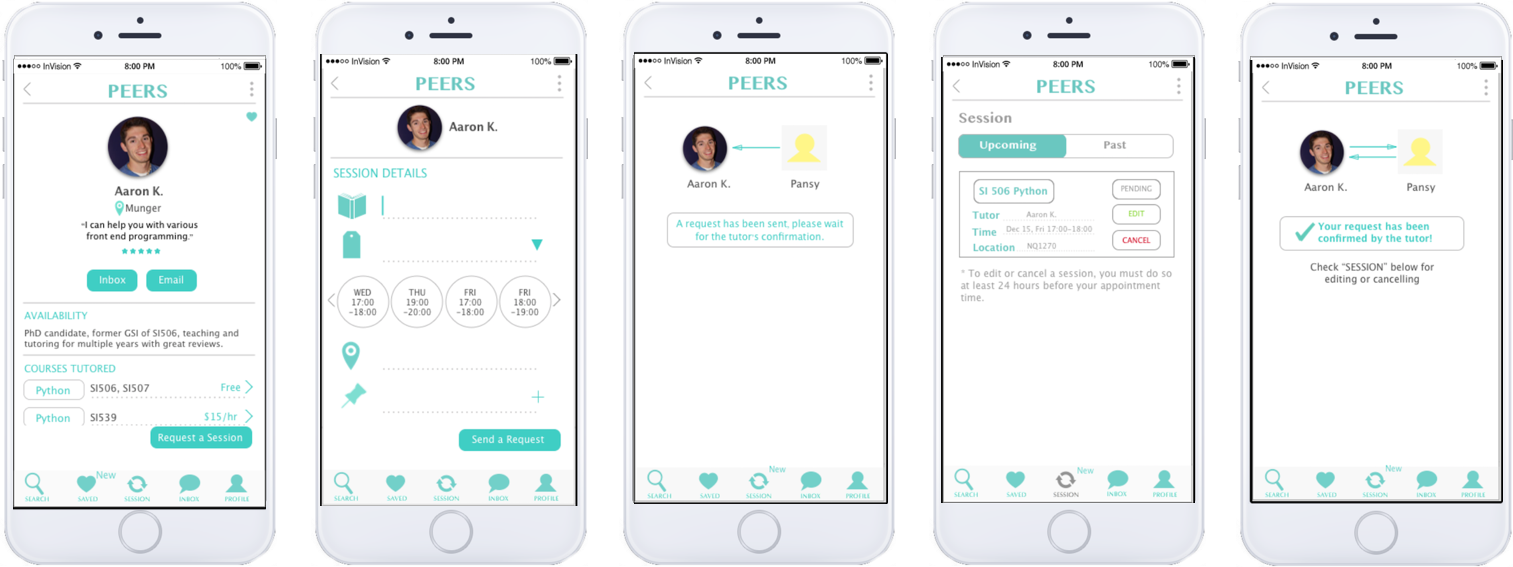 InVision 8:00 PM 100%
PEERS
Aaron K.
Munger
"I can help you with various
front end programming."
Inbox Email
AVAILABILITY
PhD candidate, former GSI of SI506, teaching and
tutoring for multiple years with great reviews.
COURSES TUTORED
Python SI506, SI507 Free
Python SI539 $15/hr
Request a Session
New
SEARCH SAVED SESSION INBOX PROFILE
InVision 8:00 PM 100%
PEERS
Aaron K.
SESSION DETAILS
WED THU FRI FRI
17:00 19:00 17:00 18:00
-18:00 -20:00 -18:00 -19:00
Send a Request
SEARCH SAVED SESSION INBOX PROFILE
InVision 8:00 PM 100%
PEERS
Aaron K. Pansy
A request has been sent, please wait
for the tutor's confirmation.
New
SEARCH SAVED SESSION INBOX PROFILE
InVision 8:00 PM 100%
PEERS
Session
Upcoming Past
SI 506 Python PENDING
Tutor Aaron K. EDIT
Time Dec 15, Fri 17:00-18:00
Location NQ1270 CANCEL
* To edit or cancel a session, you must do so
at least 24 hours before your appointment
time.
New
SEARCH SAVED SESSION INBOX PROFILE
InVision 8:00 PM 100%
PEERS
Aaron K. Pansy
Your request has been
confirmed by the tutor!
Check "SESSION" below for
editing or cancelling
New
SEARCH SAVED SESSION INBOX PROFILE